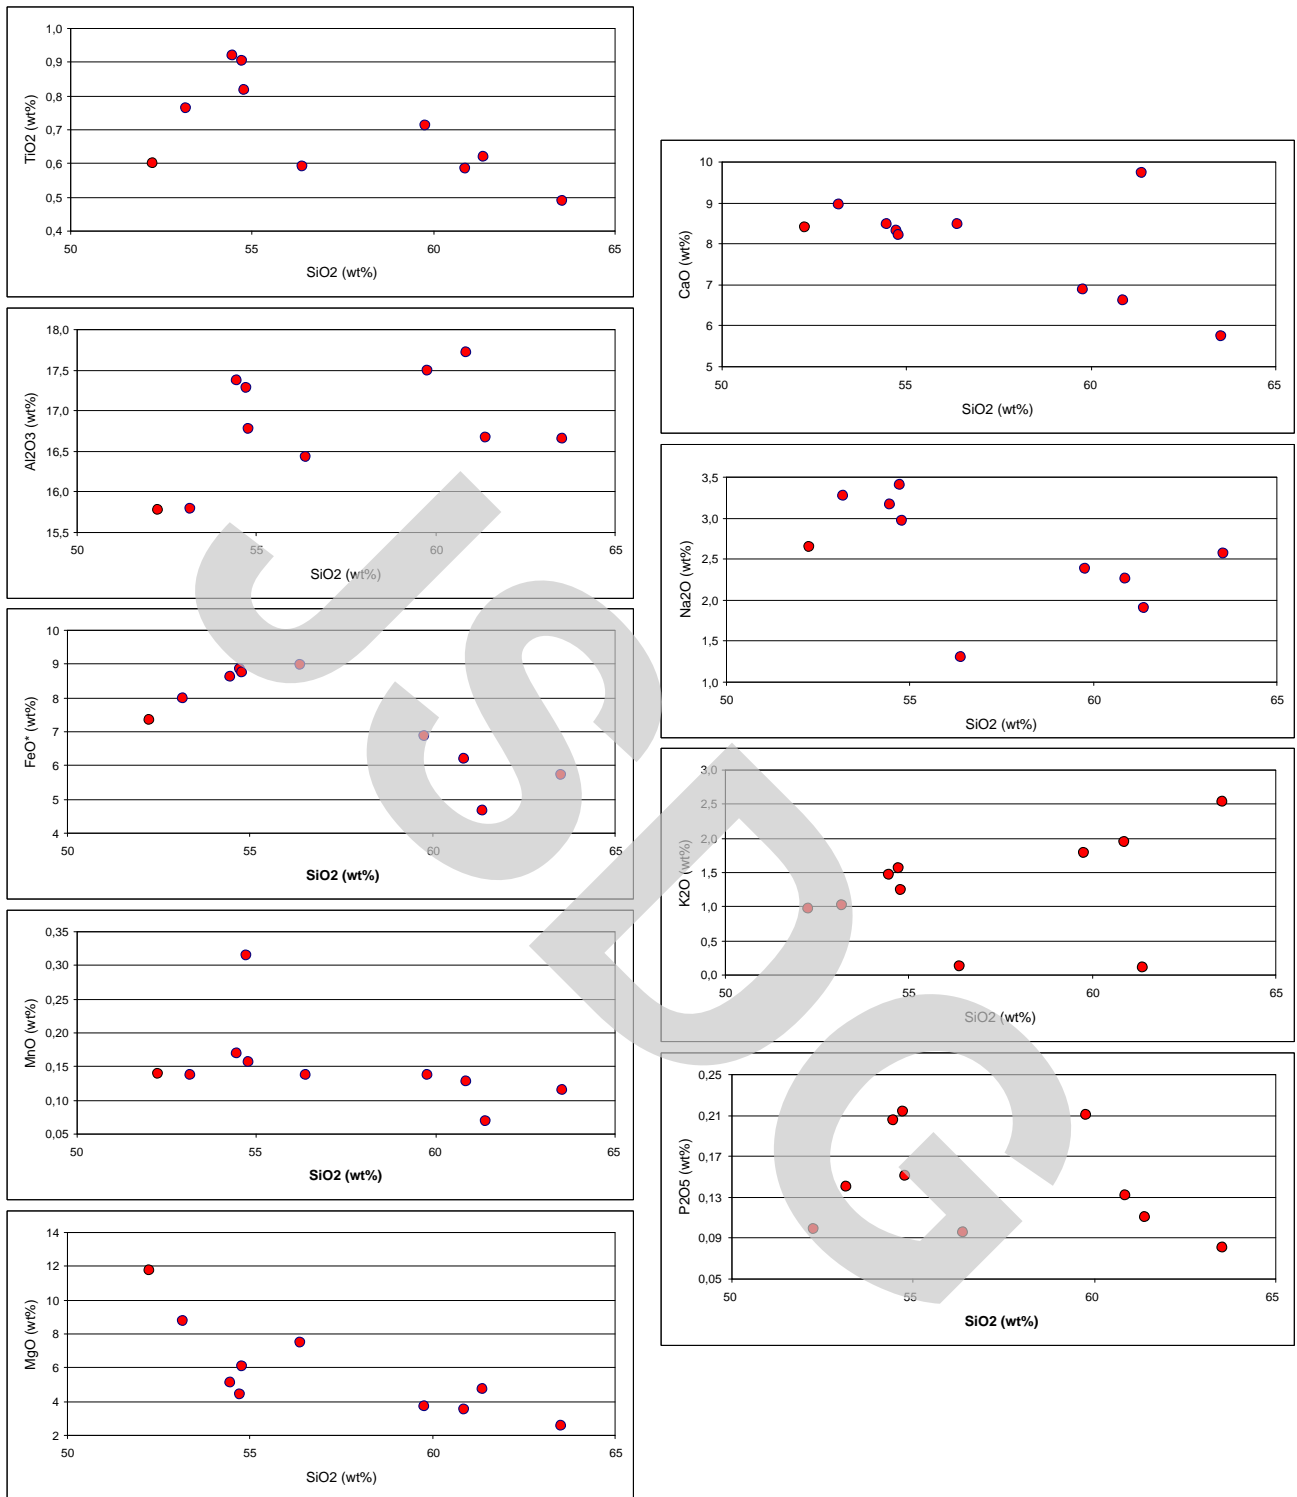 1,0
0,9
0,8
0,7
0,6
0,5
0,4
50 55 60 65
TiO2 (wt%)
SiO2 (wt%)
18,0
17,5
17,0
16,5
16,0
15,5
50 55 60 65
Al2O3 (wt%)
SiO2 (wt%)
10
9
8
7
6
5
4
50 55 60 65
FeO* (wt%)
SiO2 (wt%)
0,35
0,30
0,25
0,20
0,15
0,10
0,05
50 55 60 65
MnO (wt%)
SiO2 (wt%)
14
12
10
8
6
4
2
50 55 60 65
MgO (wt%)
SiO2 (wt%)
10
9
8
7
6
5
50 55 60 65
CaO (wt%)
SiO2 (wt%)
3,5
3,0
2,5
2,0
1,5
1,0
50 55 60 65
Na2O (wt%)
SiO2 (wt%)
3,0
2,5
2,0
1,5
1,0
0,5
0,0
50 55 60 65
K2O (wt%)
SiO2 (wt%)
0,25
0,21
0,17
0,13
0,09
0,05
50 55 60 65
P2O5 (wt%)
SiO2 (wt%)
JSDG